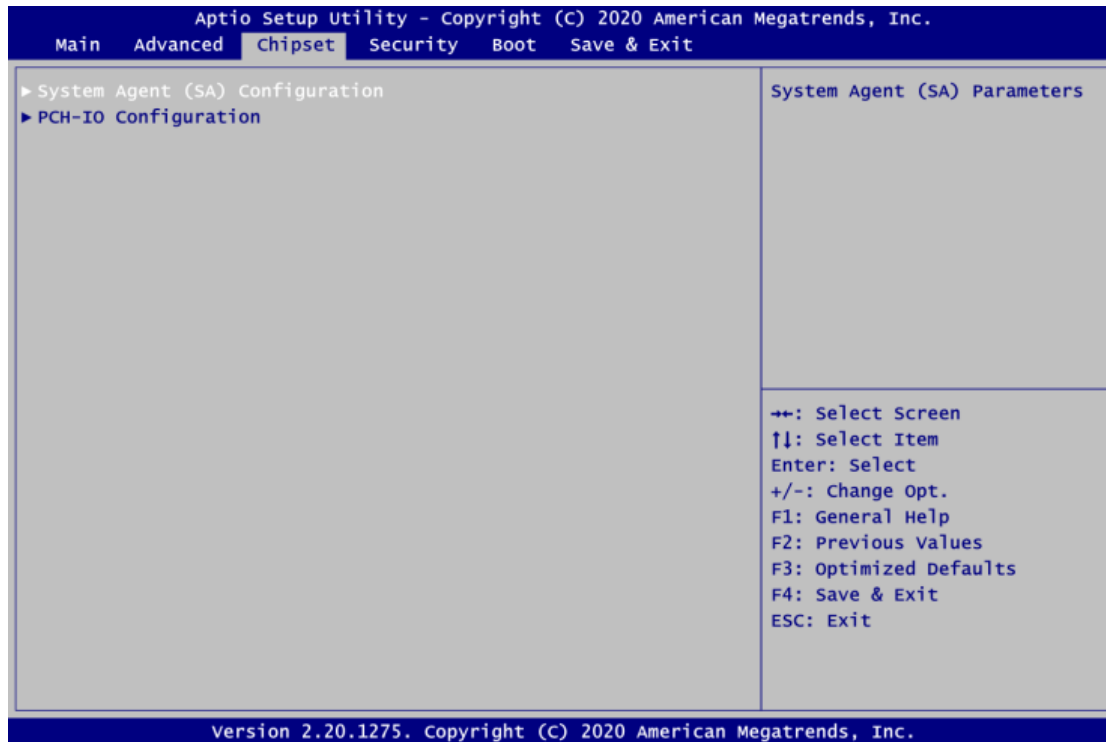 Aptio Setup Utility - Copyright (C) 2020 American Megatrends, Inc.
Main Advanced Chipset Security Boot Save & Exit
►System Agent (SA) Configuration
►PCH-IO Configuration
System Agent (SA) Parameters
→←: Select Screen
↑↓: Select Item
Enter: Select
+/-: Change Opt.
F1: General Help
F2: Previous Values
F3: Optimized Defaults
F4: Save & Exit
ESC: Exit
Version 2.20.1275. Copyright (C) 2020 American Megatrends, Inc.